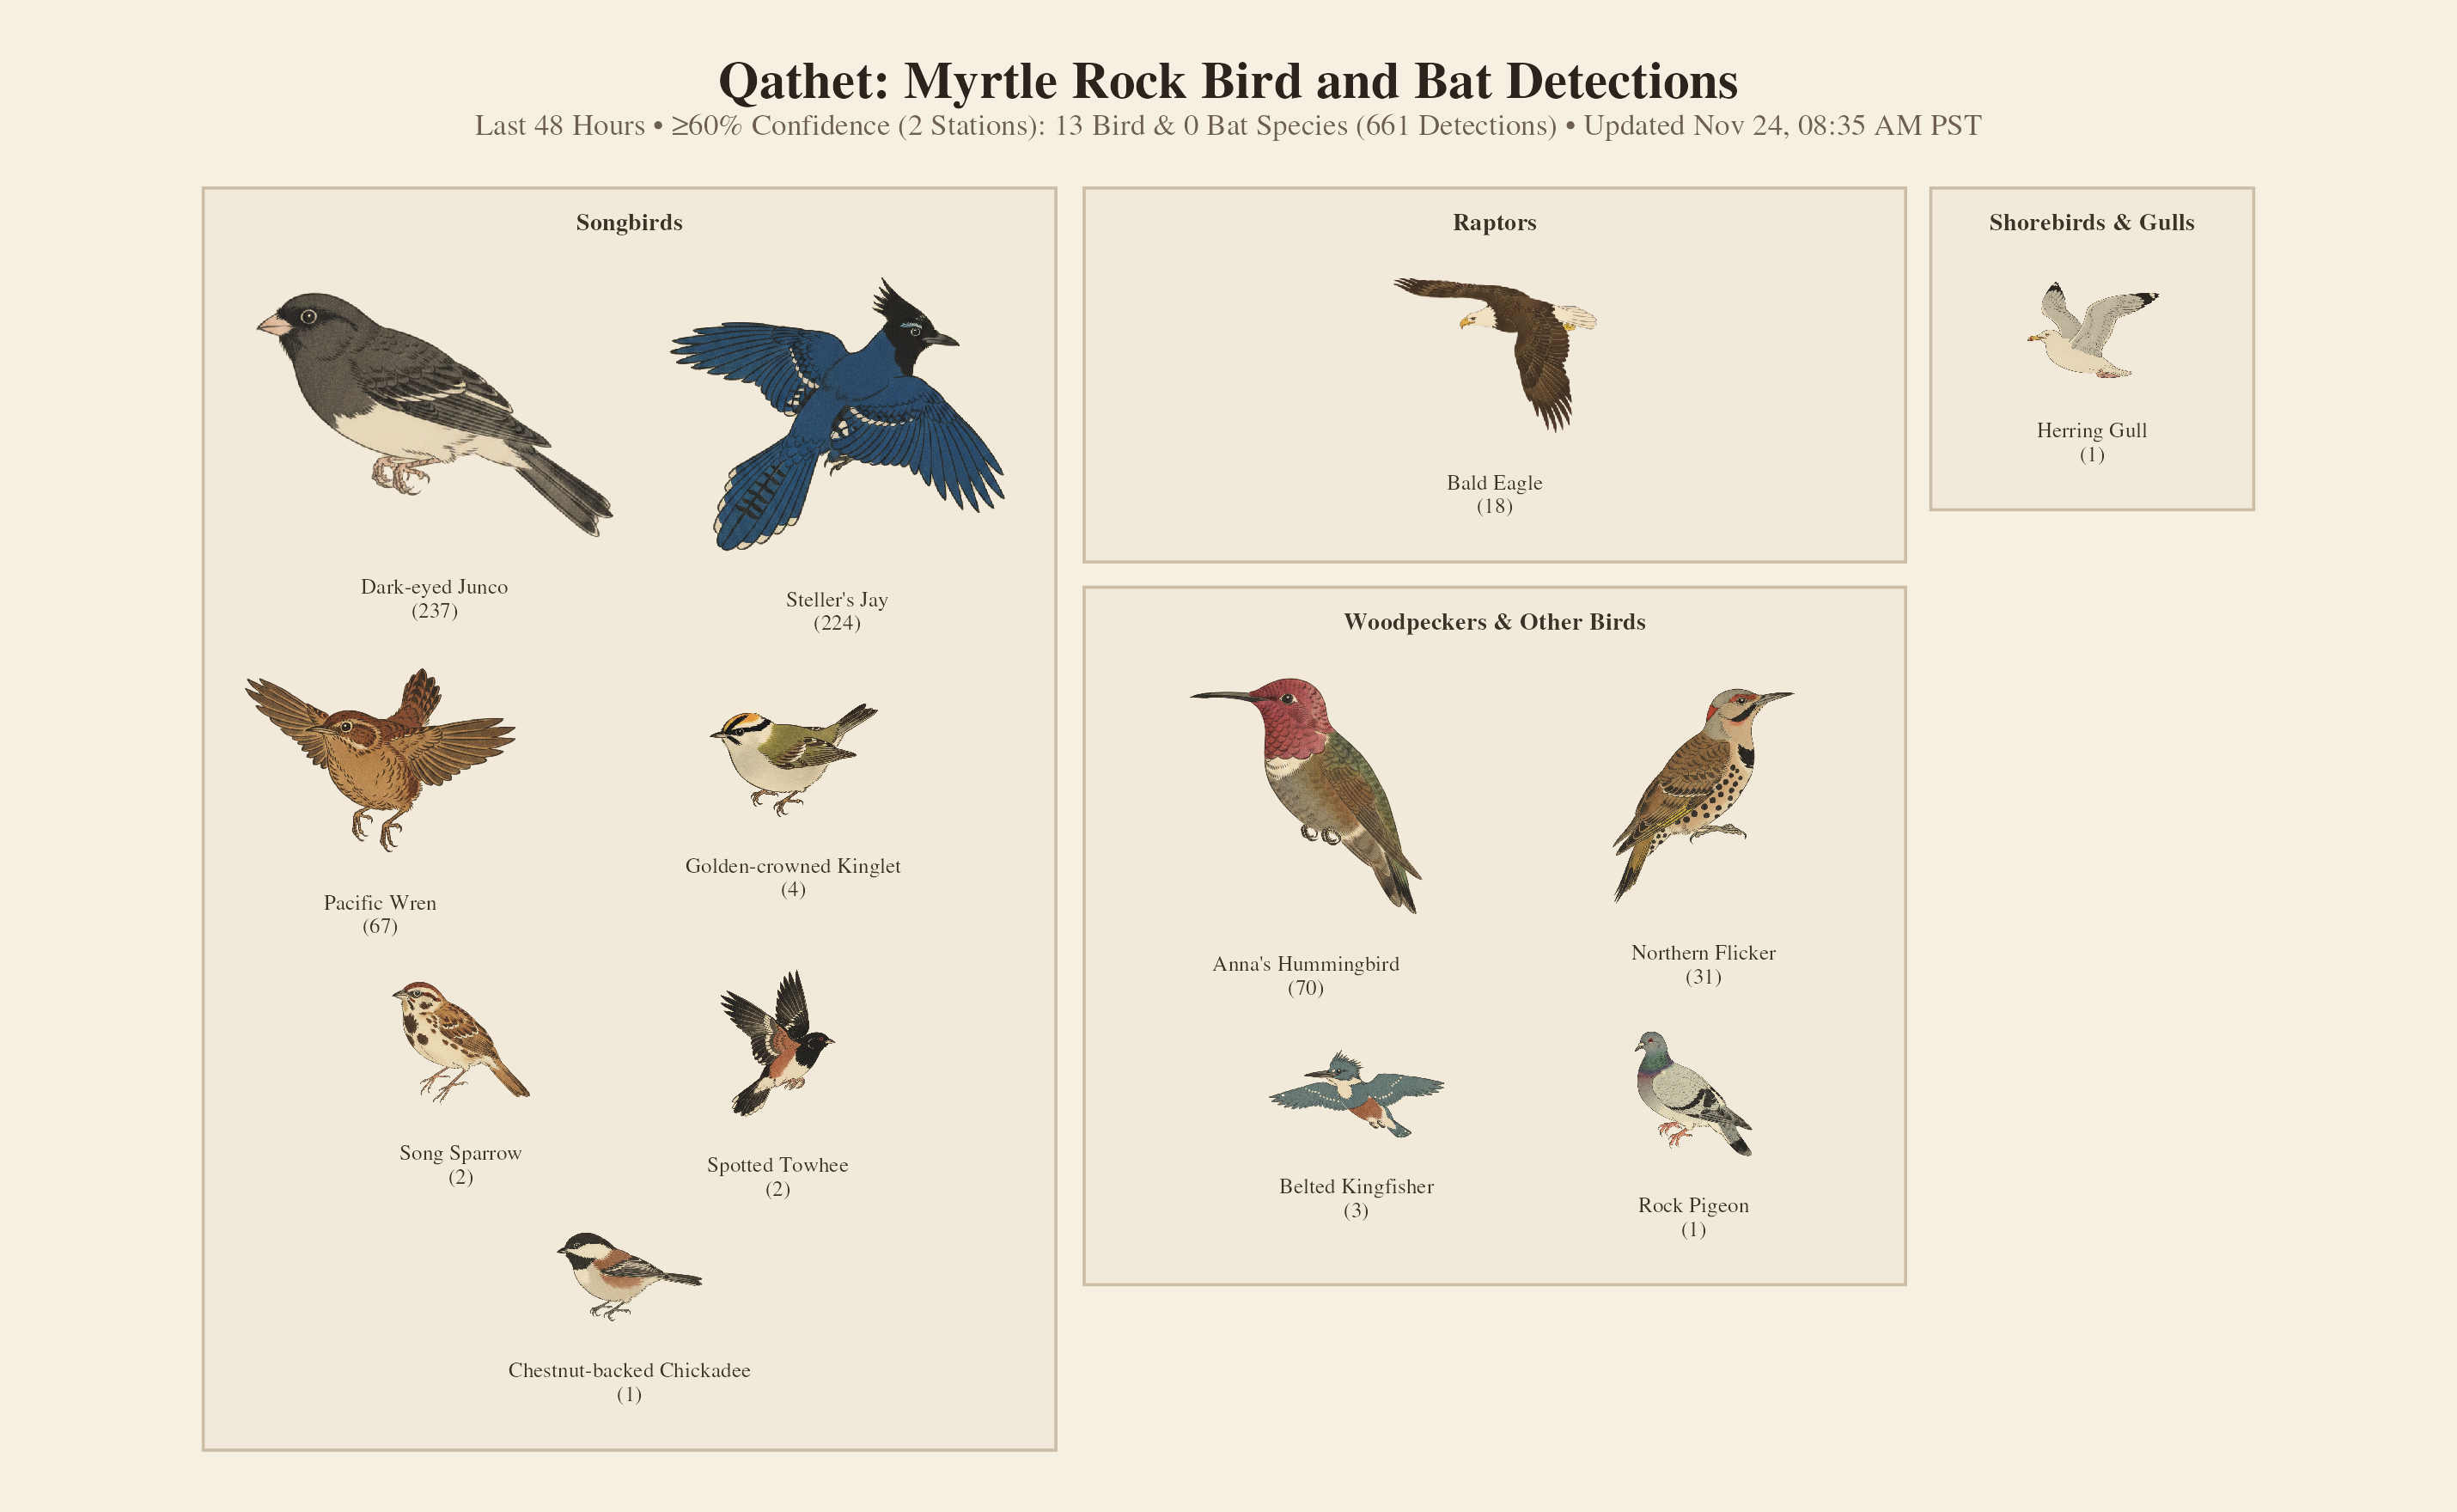 Qathet: Myrtle Rock Bird and Bat Detections
Last 48 Hours • ≥60% Confidence (2 Stations): 13 Bird & 0 Bat Species (661 Detections) • Updated Nov 24, 08:35 AM PST
Songbirds
Dark-eyed Junco
(237)
Steller's Jay
(224)
Pacific Wren
(67)
Golden-crowned Kinglet
(4)
Song Sparrow
(2)
Spotted Towhee
(2)
Chestnut-backed Chickadee
(1)
Raptors
Bald Eagle
(18)
Woodpeckers & Other Birds
Anna's Hummingbird
(70)
Northern Flicker
(31)
Belted Kingfisher
(3)
Rock Pigeon
(1)
Shorebirds & Gulls
Herring Gull
(1)